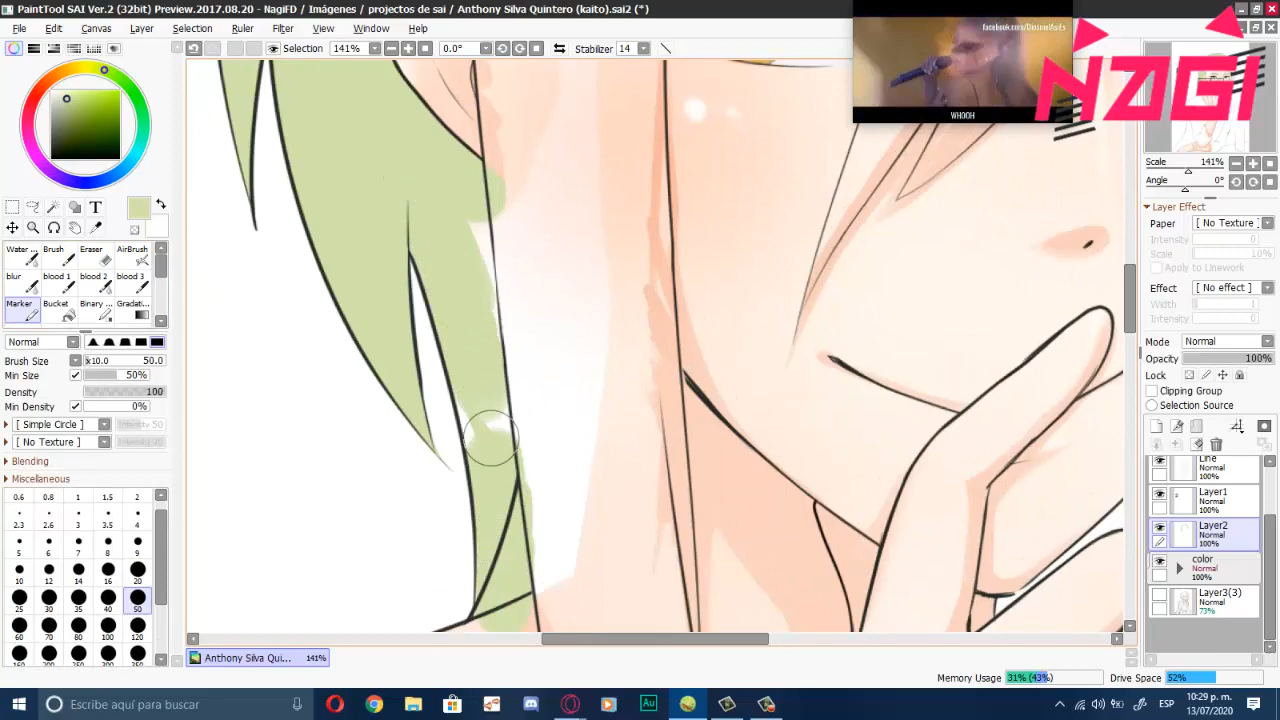 PaintTool SAI Ver.2 (32bit) Preview.2017.08.20 - NagiFD / Imágenes / projectos de sai / Anthony Silva Quintero (kaito).sai2 (*)
File Edit Canvas Layer Selection Ruler Filter View Window Help
Selection 141% 0.0° Stabilizer 14
facebook.com/
WHOOH
NAGI
Scale 141%
Angle 0°
Layer Effect
Paper [ No Texture ]
Intensity 0
Scale 10%
Apply to Linework
Effect [ No effect ]
Width 1
Intensity 0
Mode Normal
Opacity 100%
Lock
Clipping Group
Selection Source
Line
Normal
100%
Layer1
Normal
100%
Layer2
Normal
100%
color
Normal
100%
Layer3(3)
73%
T
Water ... Brush Eraser AirBrush
blur blood 1 blood 2 blood 3
Marker Bucket Binary ... Gradati...
Normal
Brush Size x10.0 50.0
Min Size 50%
Density 100
Min Density 0%
[ Simple Circle ] Intensity 50
[ No Texture ]
Blending
Miscellaneous
0.6 0.8 1 1.5 2
2.3 2.6 3 3.5 4
5 6 7 8 9
10 12 14 16 20
25 30 35 40 50
60 70 80 100 120
Anthony Silva Qui... 141%
Memory Usage 31% (43%) Drive Space 52%
Escribe aquí para buscar
Au
ESP
10:29 p. m.
13/07/2020